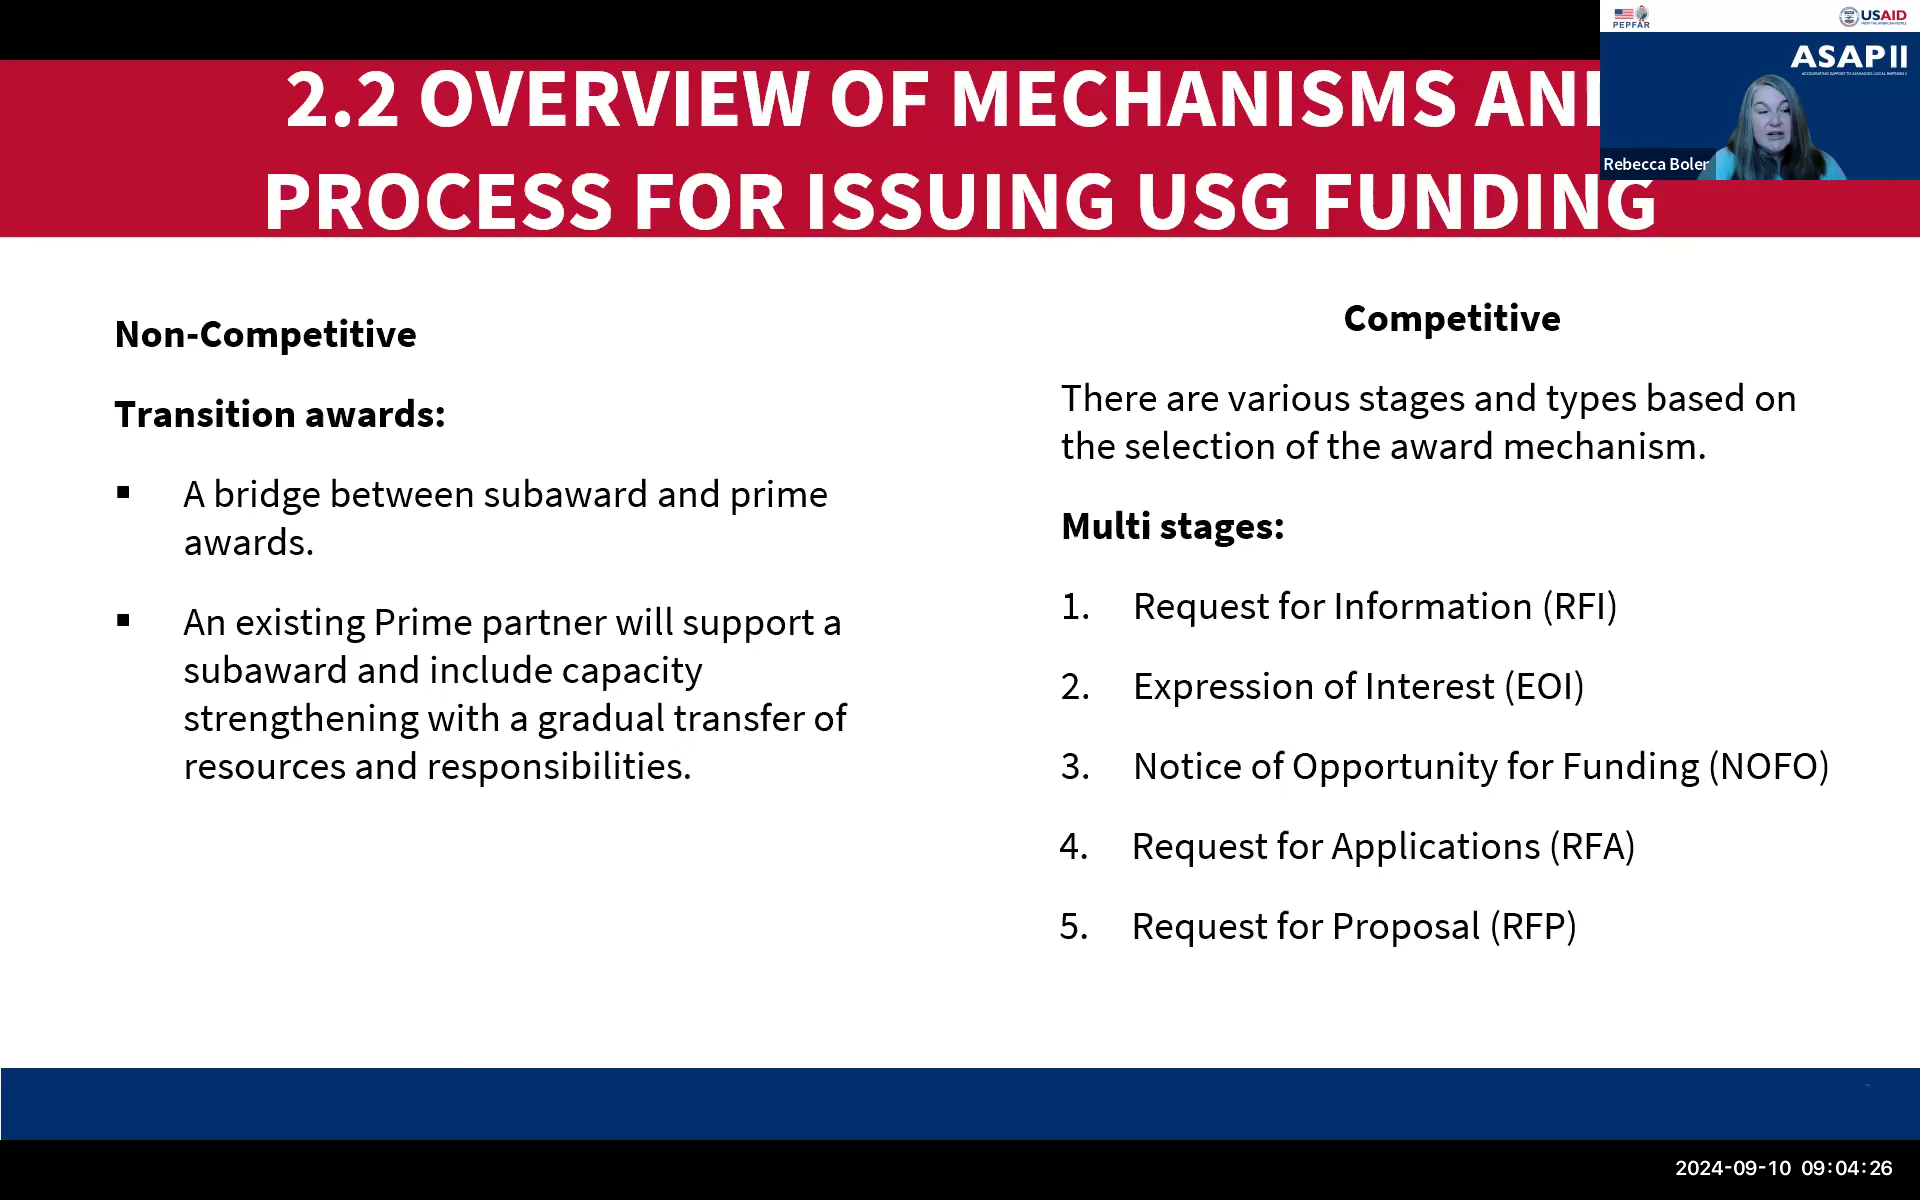 PEPFAR
USAID
FROM THE AMERICAN PEOPLE
ASAP II
ACCELERATING SUPPORT TO ADVANCED LOCAL PARTNERS II
Rebecca Boler
2.2 OVERVIEW OF MECHANISMS AND
PROCESS FOR ISSUING USG FUNDING
Non-Competitive
Transition awards:
▪ A bridge between subaward and prime
awards.
▪ An existing Prime partner will support a
subaward and include capacity
strengthening with a gradual transfer of
resources and responsibilities.
Competitive
There are various stages and types based on
the selection of the award mechanism.
Multi stages:
1. Request for Information (RFI)
2. Expression of Interest (EOI)
3. Notice of Opportunity for Funding (NOFO)
4. Request for Applications (RFA)
5. Request for Proposal (RFP)
2024-09-10 09:04:26